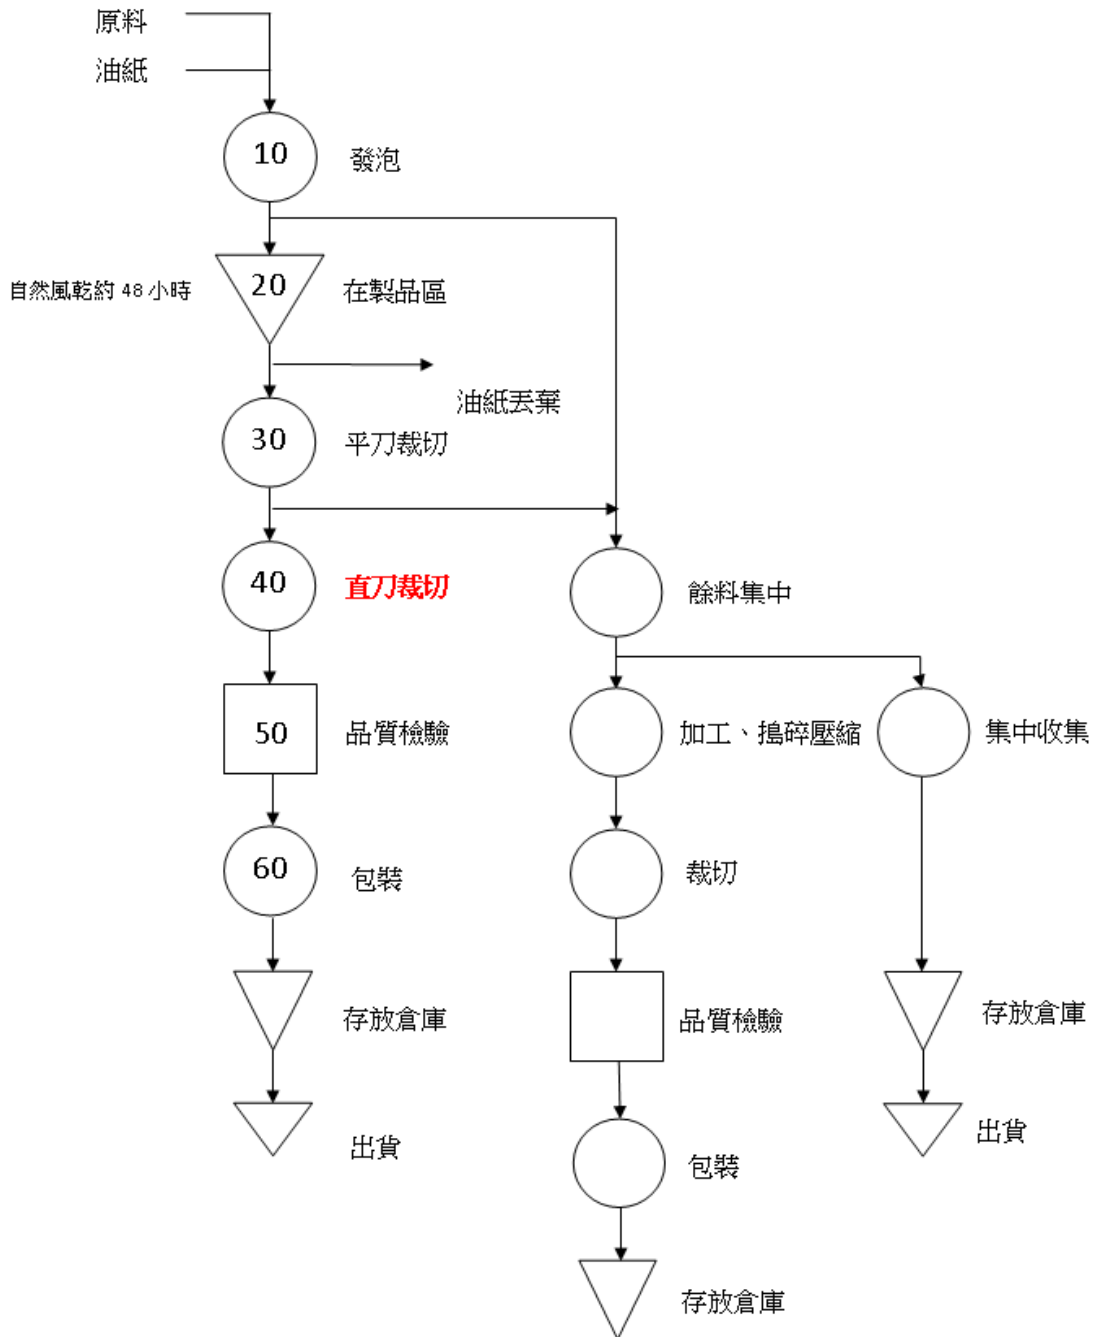 原料
油紙
10
發泡
自然風乾約 48 小時
20
在製品區
油紙丟棄
30
平刀裁切
40
直刀裁切
餘料集中
50
品質檢驗
加工、搗碎壓縮
集中收集
60
包裝
裁切
存放倉庫
品質檢驗
存放倉庫
出貨
包裝
出貨
存放倉庫